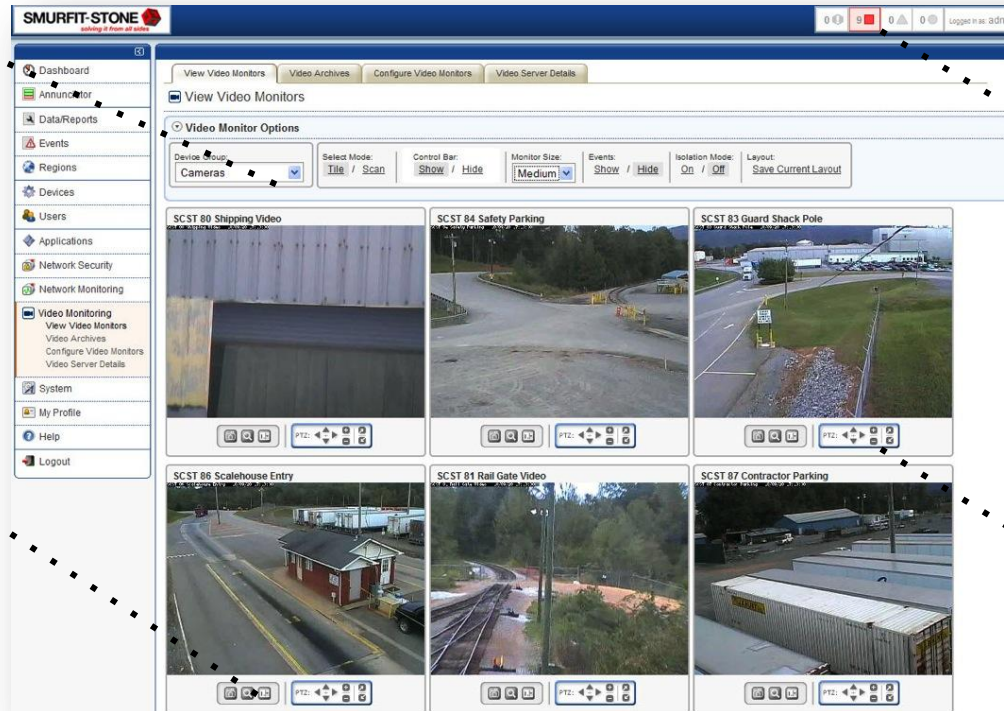 SMURFIT-STONE
solving it from all sides
0 9 0 0 Logged in as: adn
Dashboard
Annunciator
Data/Reports
Events
Regions
Devices
Users
Applications
Network Security
Network Monitoring
Video Monitoring
View Video Monitors
Video Archives
Configure Video Monitors
Video Server Details
System
My Profile
Help
Logout
View Video Monitors Video Archives Configure Video Monitors Video Server Details
View Video Monitors
Video Monitor Options
Device Group: Select Mode: Control Bar: Monitor Size: Events: Isolation Mode: Layout:
Cameras Tile / Scan Show / Hide Medium Show / Hide On / Off Save Current Layout
SCST 80 Shipping Video SCST 84 Safety Parking SCST 83 Guard Shack Pole
PTZ: PTZ: PTZ:
SCST 86 Scalehouse Entry SCST 81 Rail Gate Video SCST 87 Contractor Parking
PTZ: PTZ: PTZ: